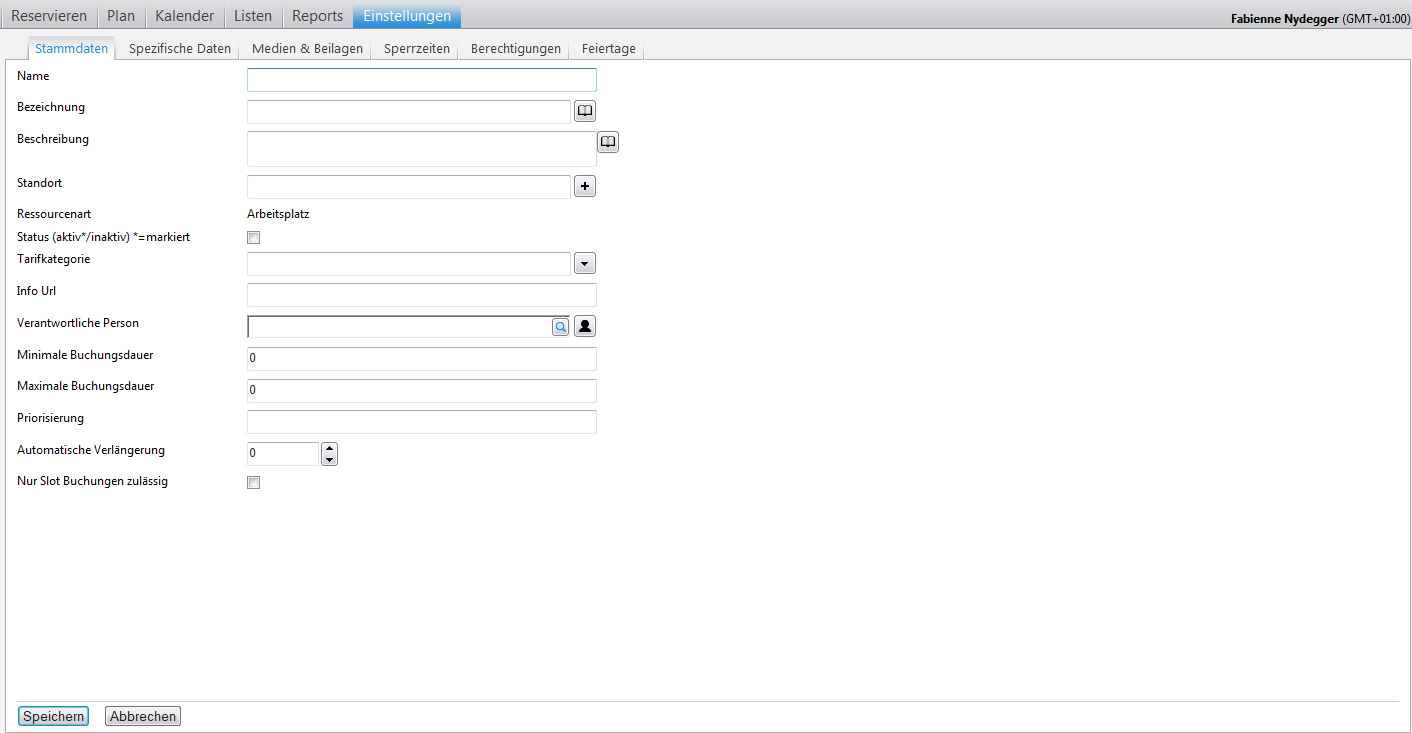 Reservieren Plan Kalender Listen Reports Einstellungen Fabienne Nydegger (GMT+01:00)
Stammdaten Spezifische Daten Medien & Beilagen Sperrzeiten Berechtigungen Feiertage
Name
Bezeichnung
Beschreibung
Standort
Ressourcenart Arbeitsplatz
Status (aktiv*/inaktiv) *=markiert
Tarifkategorie
Info Url
Verantwortliche Person
Minimale Buchungsdauer 0
Maximale Buchungsdauer 0
Priorisierung
Automatische Verlängerung 0
Nur Slot Buchungen zulässig
Speichern Abbrechen